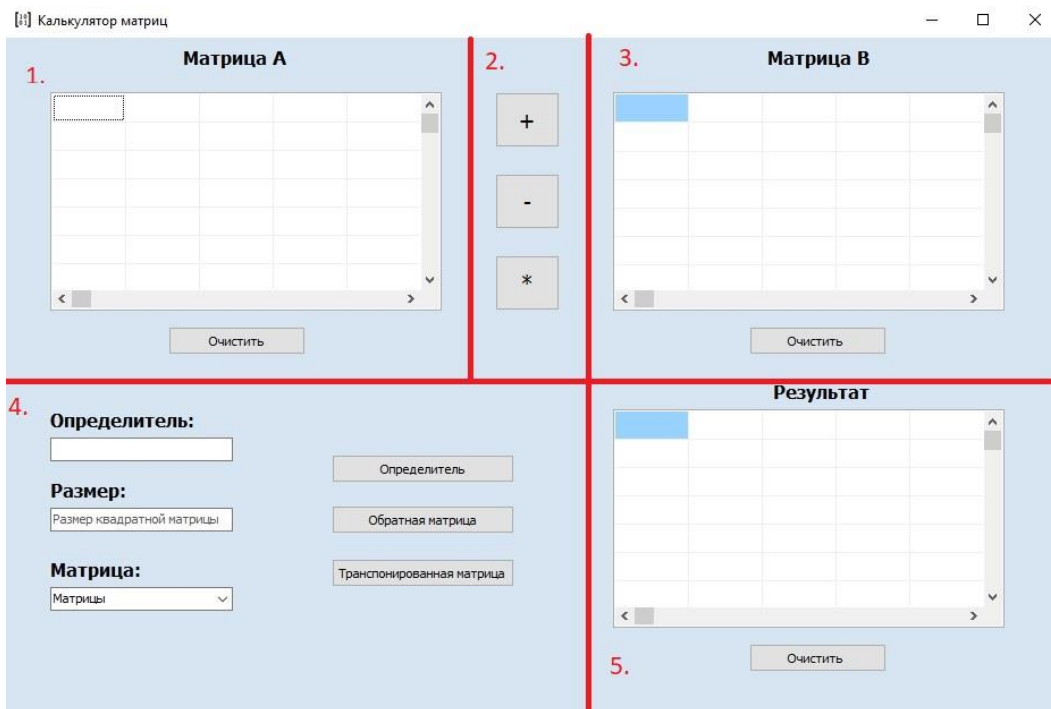 Калькулятор матриц
1.
Матрица А
Очистить
2.
+
-
*
3.
Матрица В
Очистить
4.
Определитель:
Размер:
Размер квадратной матрицы
Матрица:
Матрицы
Определитель
Обратная матрица
Транспонированная матрица
Результат
Очистить
5.